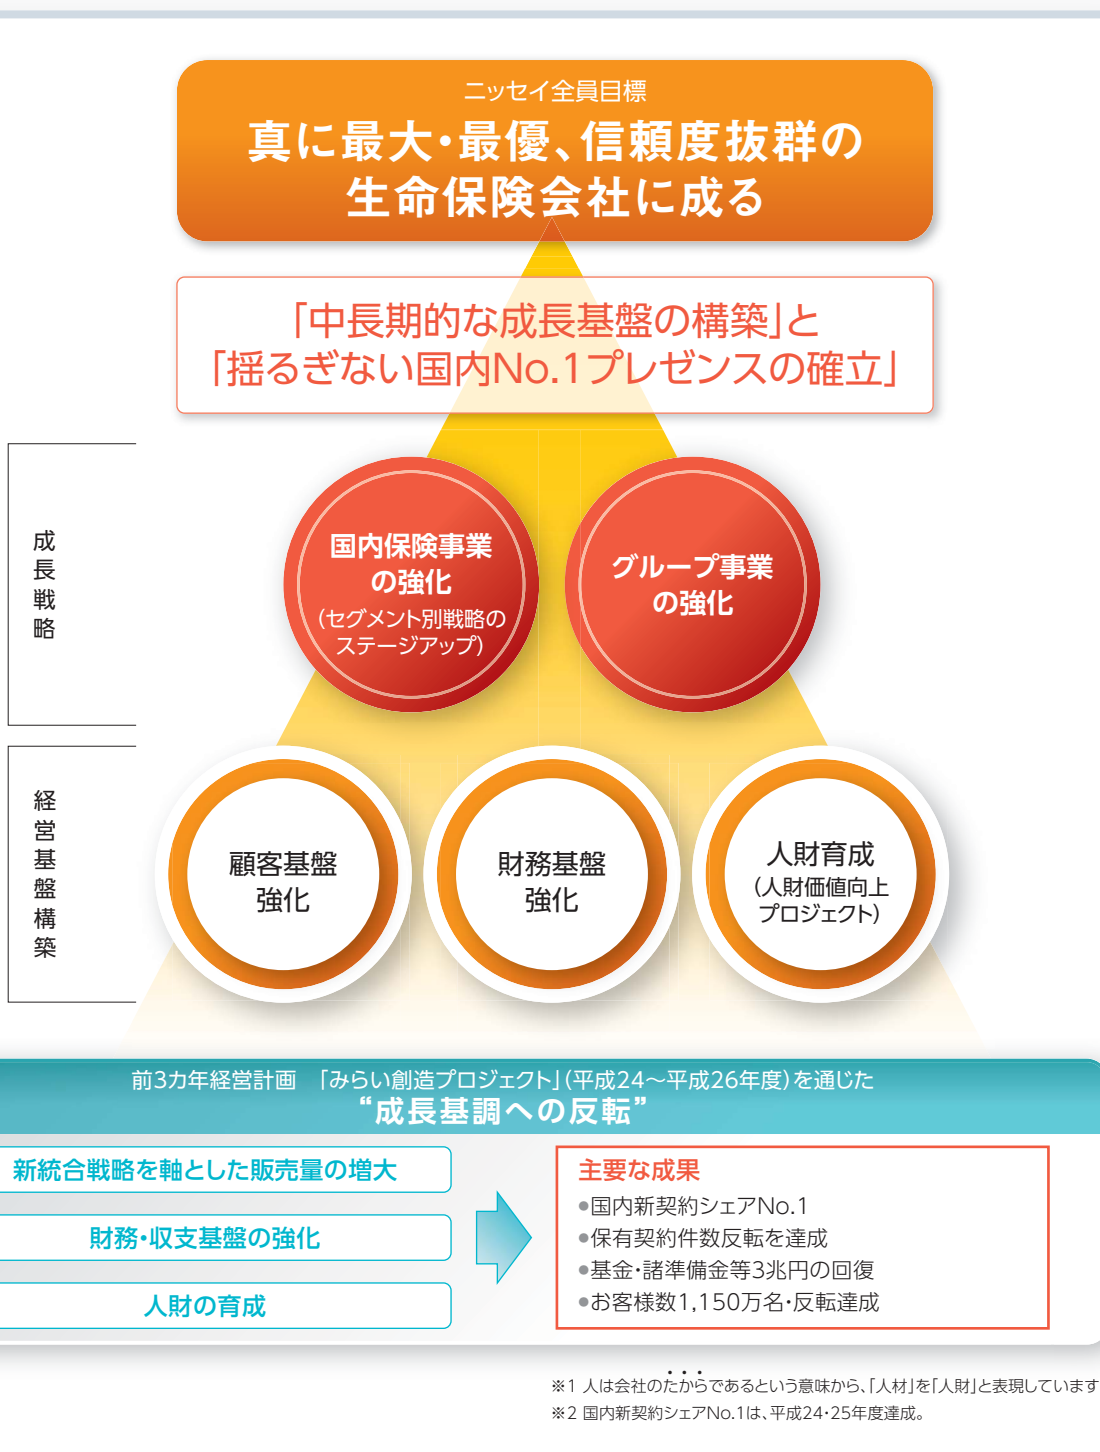 ニッセイ全員目標
真に最大・最優、信頼度抜群の
生命保険会社に成る
「中長期的な成長基盤の構築」と
「揺るぎない国内No.1プレゼンスの確立」
成長戦略
国内保険事業
の強化
(セグメント別戦略の
ステージアップ)
グループ事業
の強化
経営基盤構築
顧客基盤
強化
財務基盤
強化
人財育成
(人財価値向上
プロジェクト)
前3カ年経営計画 「みらい創造プロジェクト」(平成24～平成26年度)を通じた
“成長基調への反転”
新統合戦略を軸とした販売量の増大
財務・収支基盤の強化
人財の育成
主要な成果
●国内新契約シェアNo.1
●保有契約件数反転を達成
●基金・諸準備金等3兆円の回復
●お客様数1,150万名・反転達成
※1 人は会社のたからであるという意味から、「人材」を「人財」と表現しています
※2 国内新契約シェアNo.1は、平成24・25年度達成。